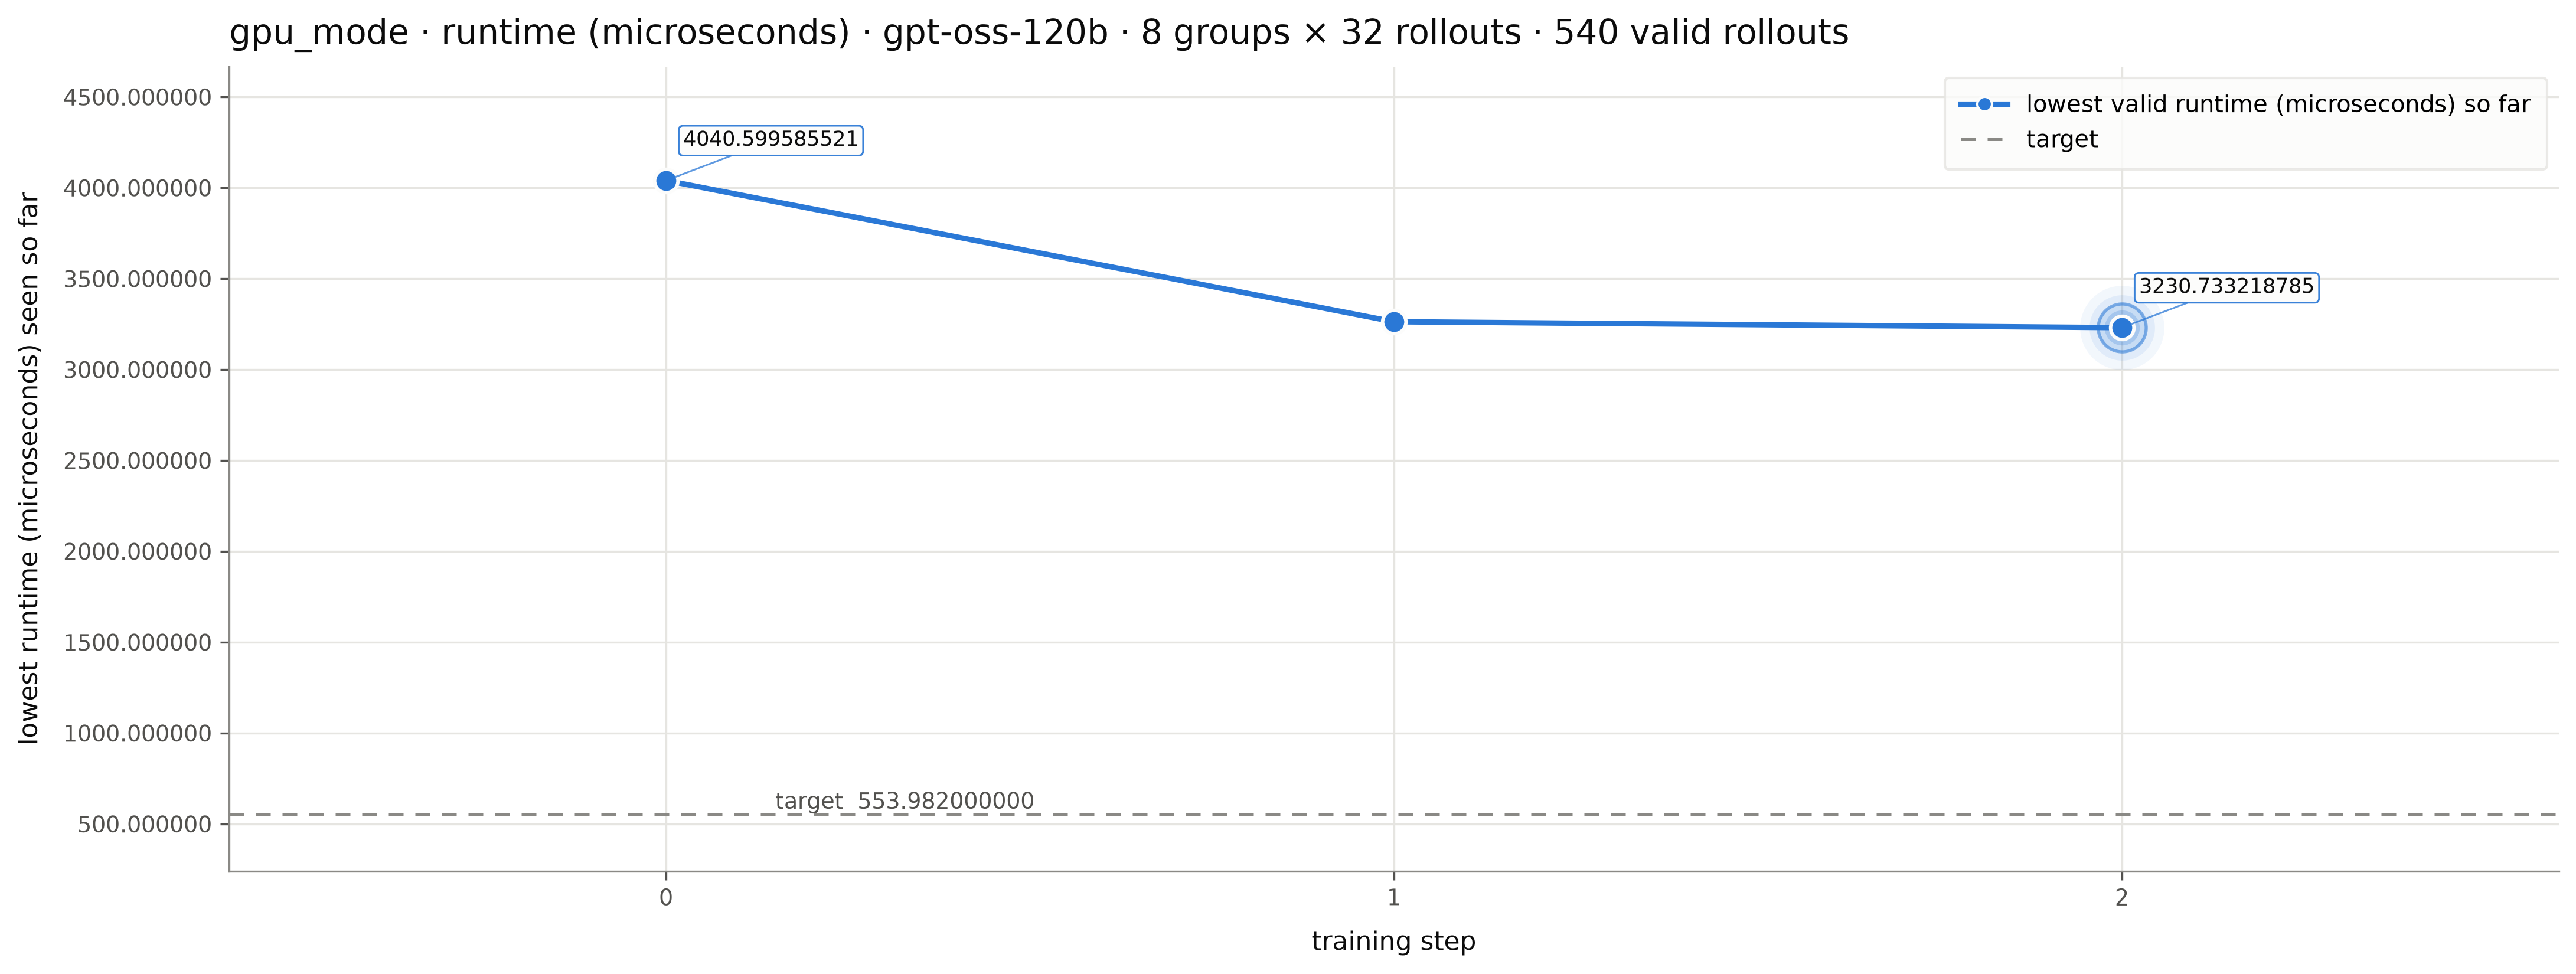 gpu_mode · runtime (microseconds) · gpt-oss-120b · 8 groups × 32 rollouts · 540 valid rollouts
lowest valid runtime (microseconds) so far
target
lowest runtime (microseconds) seen so far
4500.000000
4000.000000
3500.000000
3000.000000
2500.000000
2000.000000
1500.000000
1000.000000
500.000000
4040.599585521
3230.733218785
target 553.982000000
0
1
2
training step